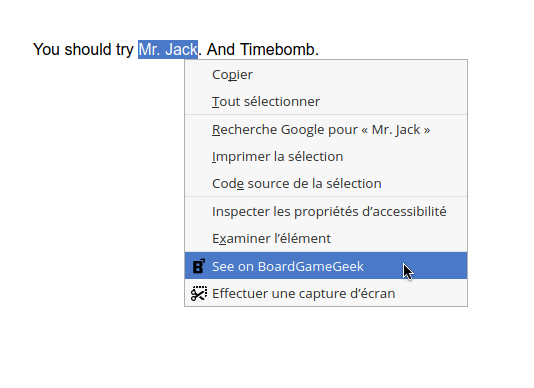 You should try Mr. Jack. And Timebomb.
Copier
Tout sélectionner
Recherche Google pour « Mr. Jack »
Imprimer la sélection
Code source de la sélection
Inspecter les propriétés d’accessibilité
Examiner l’élément
See on BoardGameGeek
Effectuer une capture d’écran